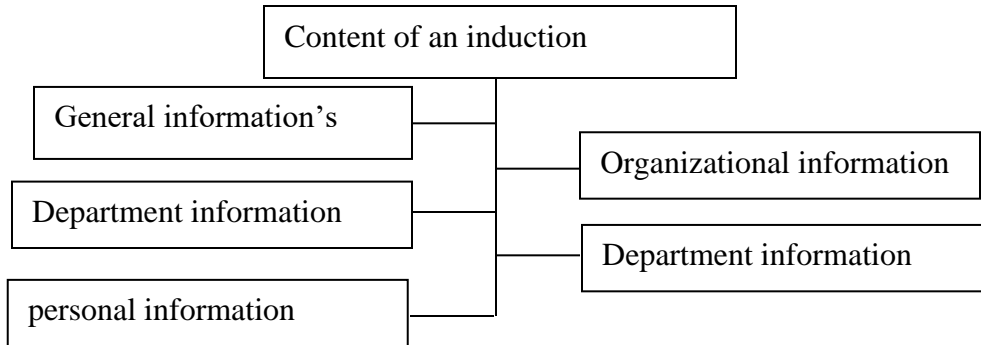 Content of an induction
General information’s
Organizational information
Department information
Department information
personal information